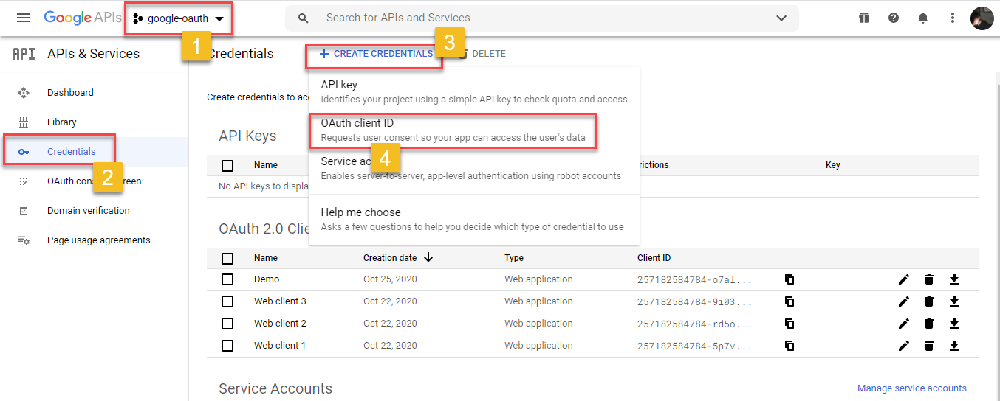 Google APIs
google-oauth
Search for APIs and Services
1
3
API
APIs & Services
Credentials
+ CREATE CREDENTIALS
DELETE
Dashboard
Library
Credentials
2
OAuth consent screen
Domain verification
Page usage agreements
Create credentials to acc
API key
Identifies your project using a simple API key to check quota and access
OAuth client ID
Requests user consent so your app can access the user's data
4
Service acc
Enables server-to-server, app-level authentication using robot accounts
Help me choose
Asks a few questions to help you decide which type of credential to use
API Keys
Name
rictions
Key
No API keys to displa
OAuth 2.0 Clie
Name Creation date Type Client ID
Demo Oct 25, 2020 Web application 257182584784-o7al...
Web client 3 Oct 22, 2020 Web application 257182584784-9i03...
Web client 2 Oct 22, 2020 Web application 257182584784-rd5o...
Web client 1 Oct 22, 2020 Web application 257182584784-5p7v...
Service Accounts
Manage service accounts